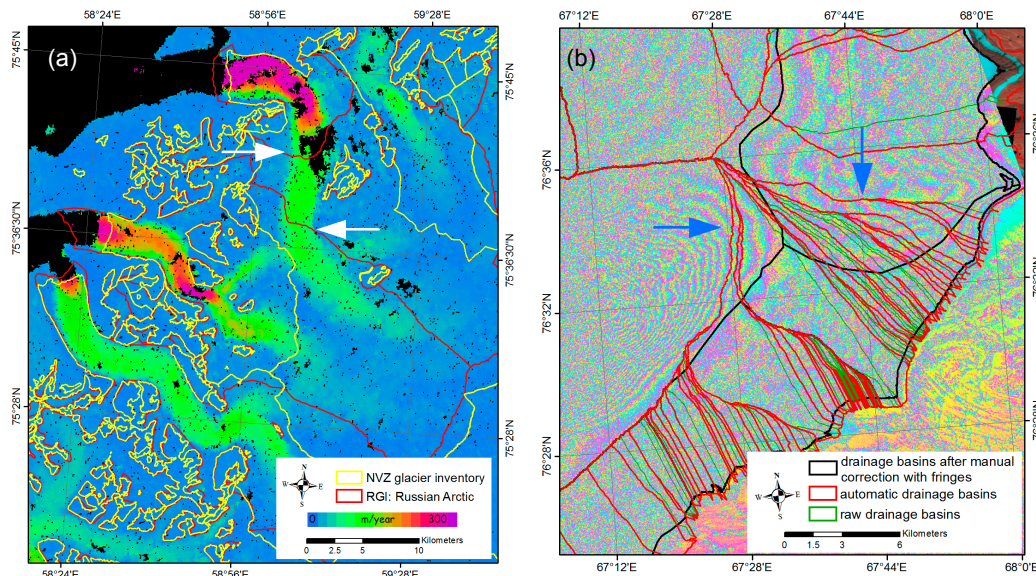 58°24'E 58°56'E 59°28'E
67°12'E 67°28'E 67°44'E 68°0'E
(a)
(b)
75°45'N
75°45'N
75°36'30"N
75°36'30"N
75°28'N
75°28'N
76°36'N
76°32'N
76°28'N
N
W E
S
NVZ glacier inventory
RGI: Russian Arctic
0 m/year 300
Kilometers
0 2.5 5 10
N
W E
S
drainage basins after manual
correction with fringes
automatic drainage basins
raw drainage basins
Kilometers
0 1.5 3 6
58°24'E 58°56'E 59°28'E
67°12'E 67°28'E 67°44'E 68°0'E